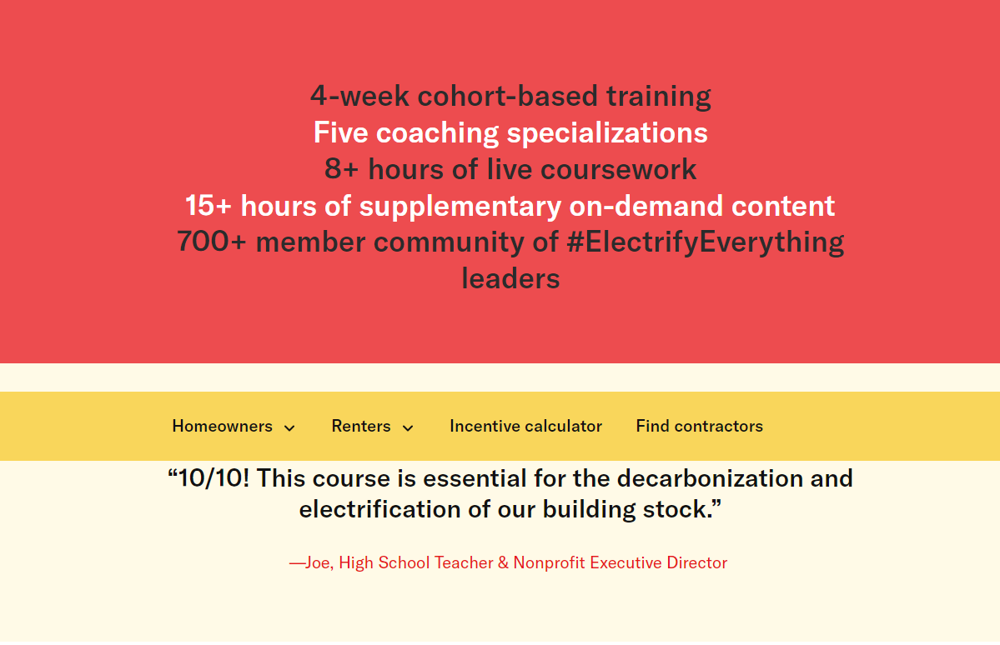 4-week cohort-based training
Five coaching specializations
8+ hours of live coursework
15+ hours of supplementary on-demand content
700+ member community of #ElectrifyEverything
leaders
Homeowners Renters Incentive calculator Find contractors
“10/10! This course is essential for the decarbonization and
electrification of our building stock.”
—Joe, High School Teacher & Nonprofit Executive Director